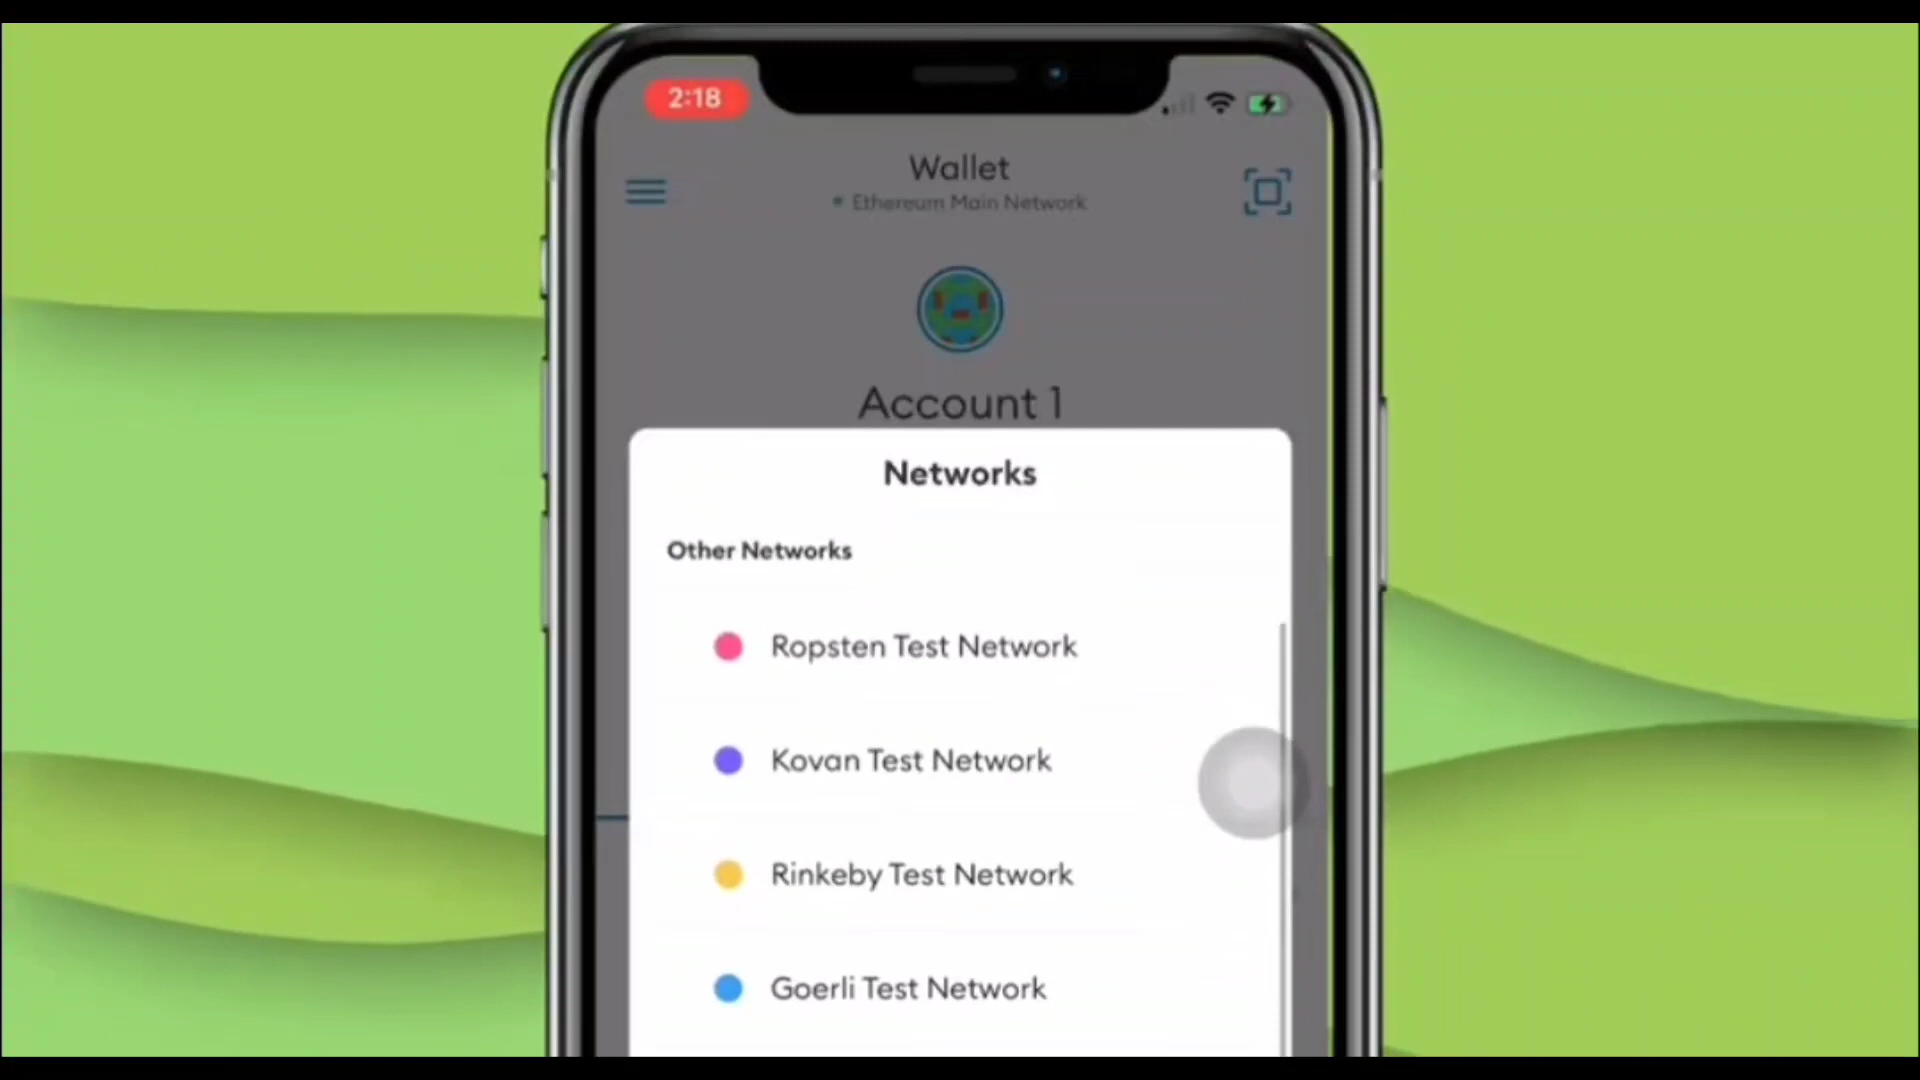 2:18
Wallet
Ethereum Main Network
Account 1
Networks
Other Networks
Ropsten Test Network
Kovan Test Network
Rinkeby Test Network
Goerli Test Network